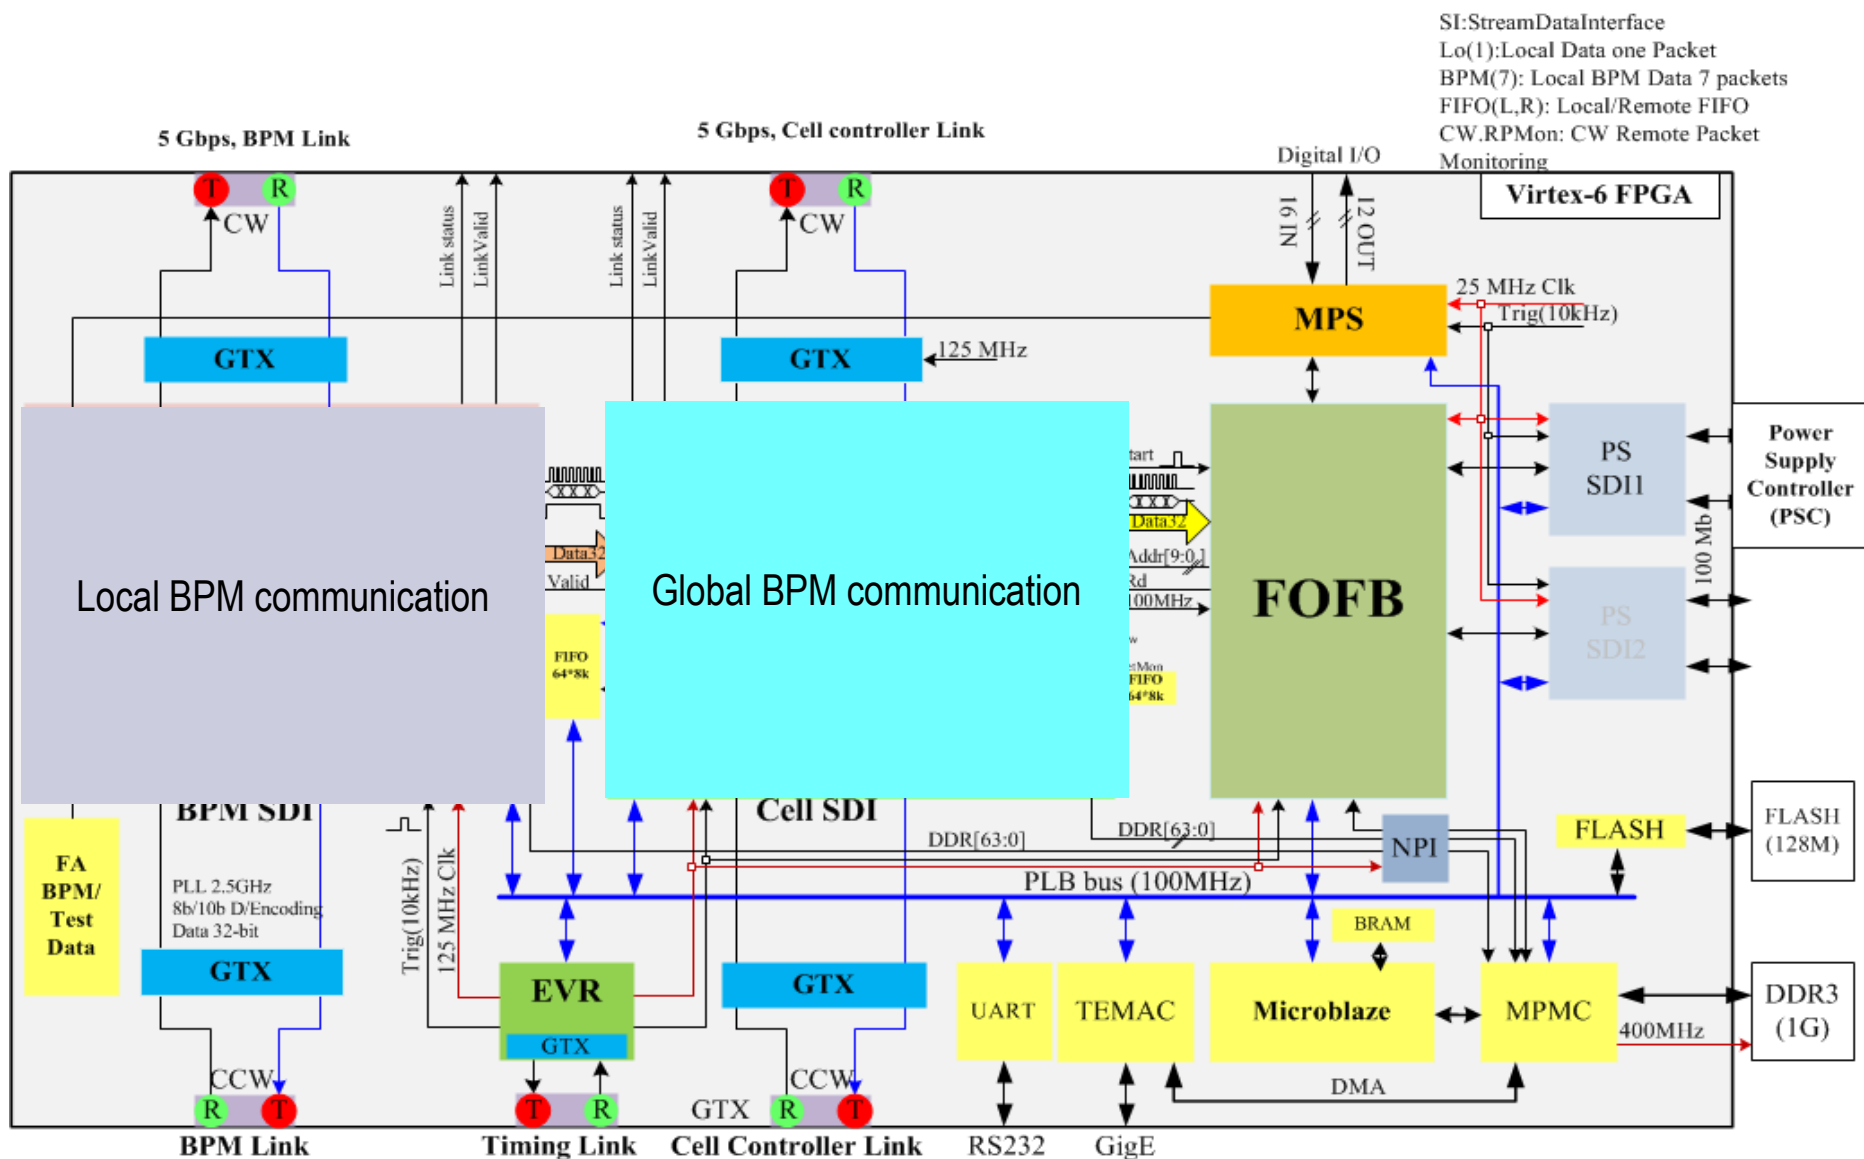 SI:StreamDataInterface
Lo(1):Local Data one Packet
BPM(7): Local BPM Data 7 packets
FIFO(L,R): Local/Remote FIFO
CW.RPMon: CW Remote Packet
Monitoring
5 Gbps, BPM Link
5 Gbps, Cell controller Link
Digital I/O
Virtex-6 FPGA
T
R
CW
Link status
LinkValid
Link status
LinkValid
T
R
CW
16 IN
12 OUT
25 MHz Clk
Trig(10kHz)
MPS
GTX
GTX
125 MHz
Local BPM communication
Global BPM communication
Data32
Valid
FIFO
64*8k
tart
Data32
Addr[9:0]
Rd
100MHz
w
etMon
FIFO
64*8k
FOFB
PS
SDI1
PS
SDI2
100 Mb
Power
Supply
Controller
(PSC)
BPM SDI
Cell SDI
FA
BPM/
Test
Data
PLL 2.5GHz
8b/10b D/Encoding
Data 32-bit
Trig(10kHz)
125 MHz Clk
DDR[63:0]
DDR[63:0]
NPI
FLASH
FLASH
(128M)
PLB bus (100MHz)
BRAM
GTX
EVR
GTX
GTX
UART
TEMAC
Microblaze
MPMC
DDR3
(1G)
400MHz
DMA
CCW
R
T
BPM Link
T
R
Timing Link
GTX
CCW
R
T
Cell Controller Link
RS232
GigE